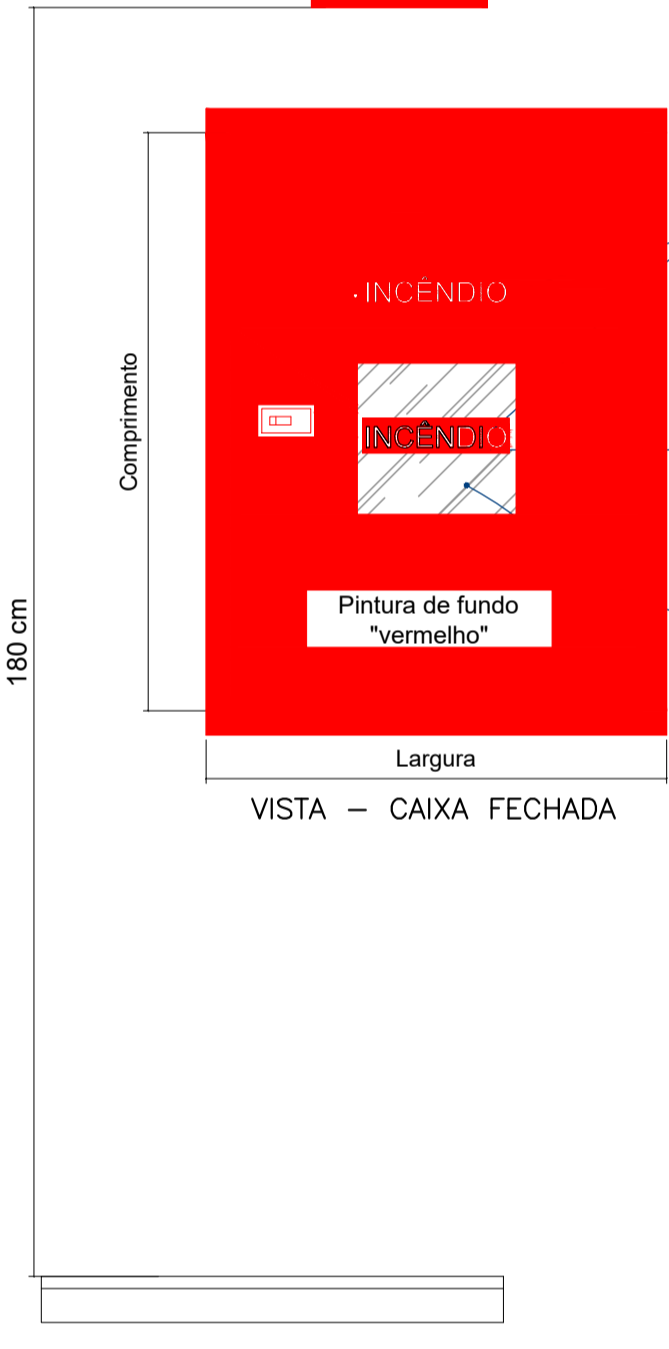 INCÊNDIO
INCÊNDIO
Comprimento
Pintura de fundo
"vermelho"
180 cm
Largura
VISTA – CAIXA FECHADA